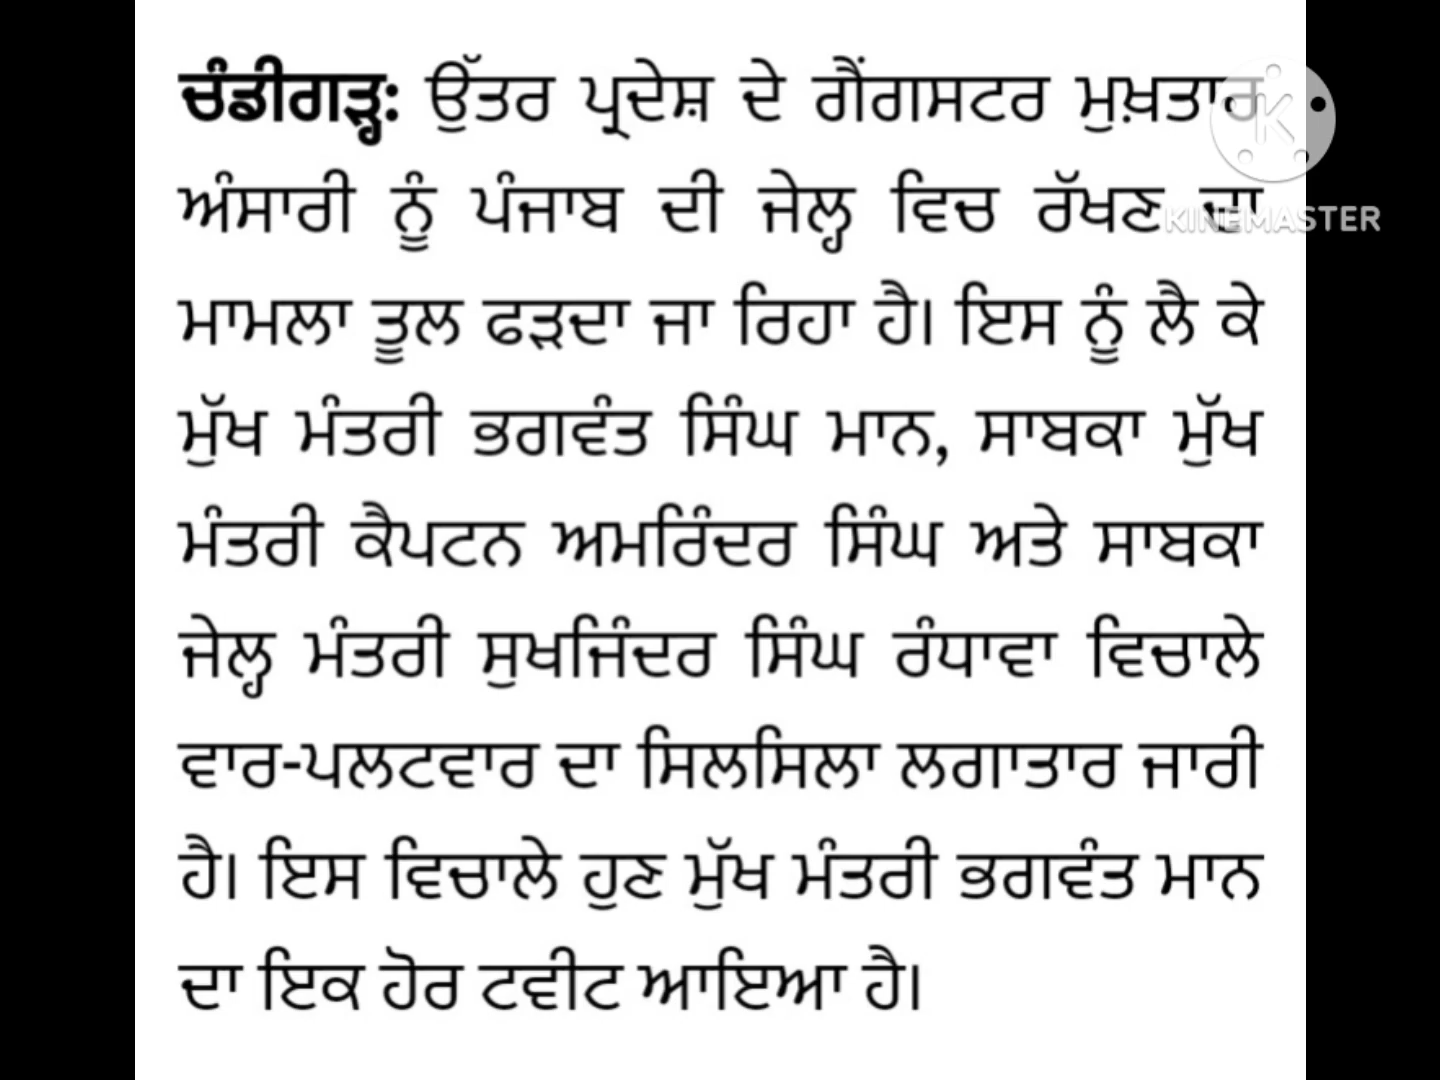 ਚੰਡੀਗੜ੍ਹ: ਉੱਤਰ ਪ੍ਰਦੇਸ਼ ਦੇ ਗੈਂਗਸਟਰ ਮੁਖ਼ਤਾਰ
ਅੰਸਾਰੀ ਨੂੰ ਪੰਜਾਬ ਦੀ ਜੇਲ੍ਹ ਵਿਚ ਰੱਖਣ ਦਾ
KINEMASTER
ਮਾਮਲਾ ਤੂਲ ਫੜਦਾ ਜਾ ਰਿਹਾ ਹੈ। ਇਸ ਨੂੰ ਲੈ ਕੇ
ਮੁੱਖ ਮੰਤਰੀ ਭਗਵੰਤ ਸਿੰਘ ਮਾਨ, ਸਾਬਕਾ ਮੁੱਖ
ਮੰਤਰੀ ਕੈਪਟਨ ਅਮਰਿੰਦਰ ਸਿੰਘ ਅਤੇ ਸਾਬਕਾ
ਜੇਲ੍ਹ ਮੰਤਰੀ ਸੁਖਜਿੰਦਰ ਸਿੰਘ ਰੰਧਾਵਾ ਵਿਚਾਲੇ
ਵਾਰ-ਪਲਟਵਾਰ ਦਾ ਸਿਲਸਿਲਾ ਲਗਾਤਾਰ ਜਾਰੀ
ਹੈ। ਇਸ ਵਿਚਾਲੇ ਹੁਣ ਮੁੱਖ ਮੰਤਰੀ ਭਗਵੰਤ ਮਾਨ
ਦਾ ਇਕ ਹੋਰ ਟਵੀਟ ਆਇਆ ਹੈ।